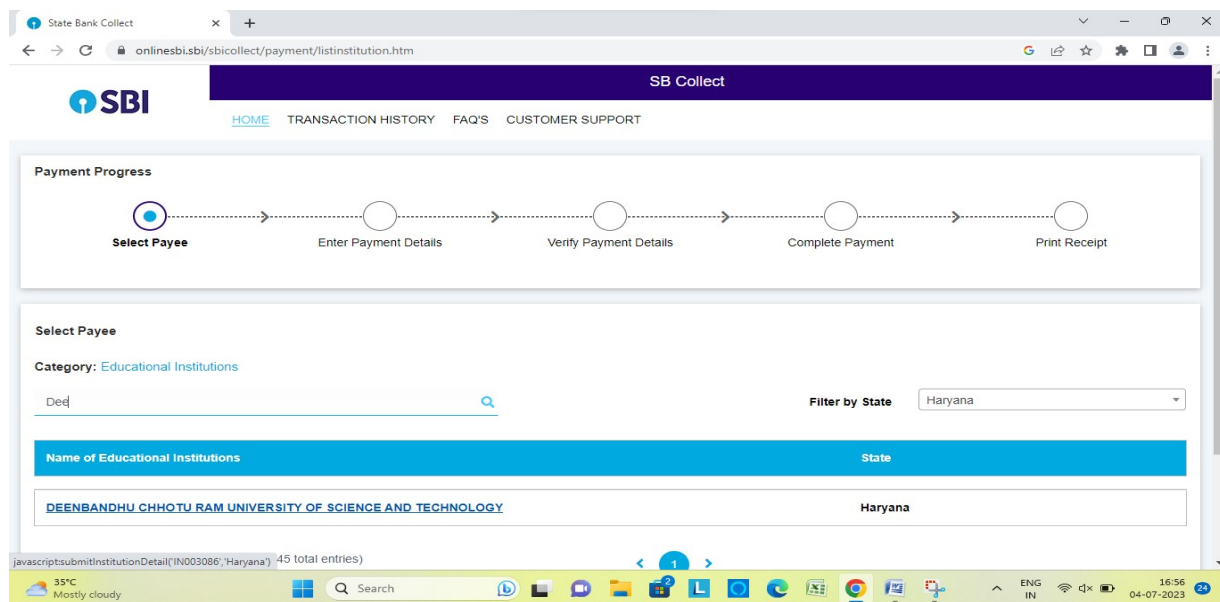 State Bank Collect
onlinesbi.sbi/sbicollect/payment/listinstitution.htm
SBI
SB Collect
HOME TRANSACTION HISTORY FAQ'S CUSTOMER SUPPORT
Payment Progress
Select Payee Enter Payment Details Verify Payment Details Complete Payment Print Receipt
Select Payee
Category: Educational Institutions
Dee Filter by State Haryana
Name of Educational Institutions State
DEENBANDHU CHHOTU RAM UNIVERSITY OF SCIENCE AND TECHNOLOGY Haryana
javascript:submitInstitutionDetail('IN003086','Haryana') 45 total entries) < 1 >
35°C ENG 16:56
Mostly cloudy Search 2 L IN 04-07-2023 24